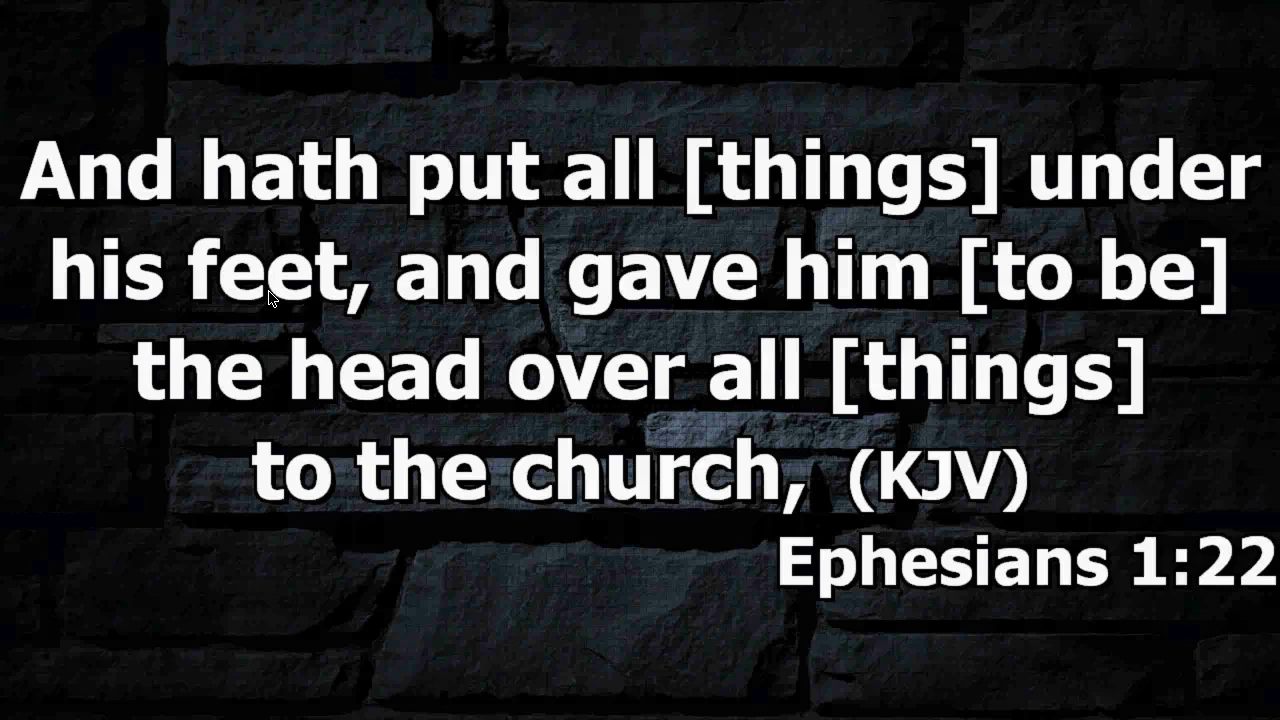 And hath put all [things] under
his feet, and gave him [to be]
the head over all [things]
to the church, (KJV)
Ephesians 1:22